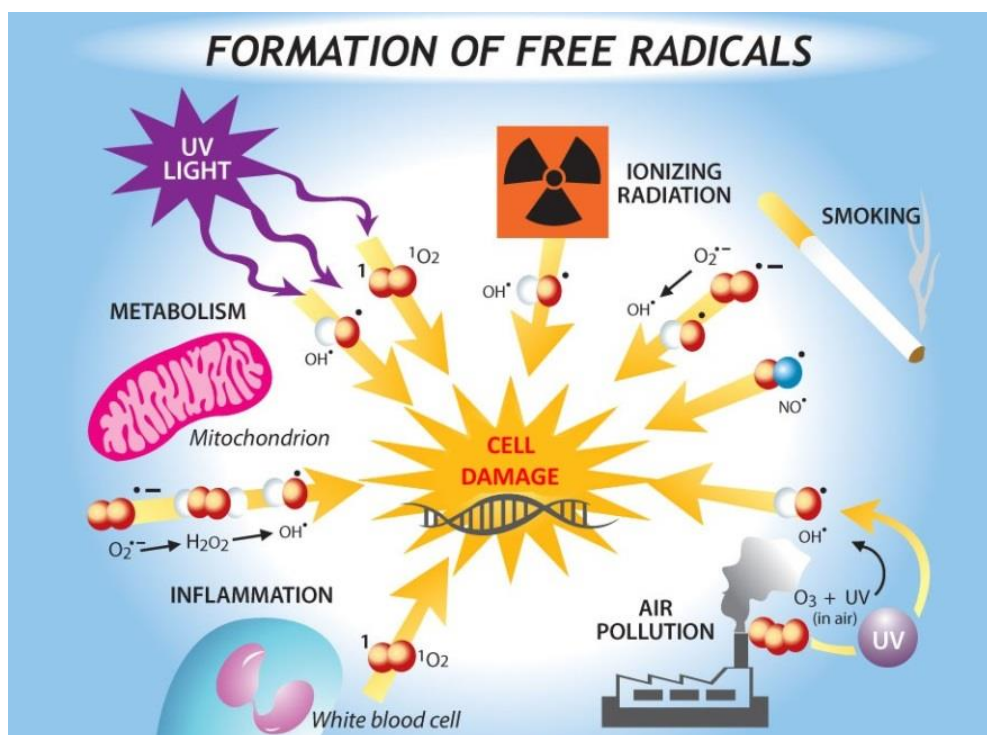 FORMATION OF FREE RADICALS
UV
LIGHT
IONIZING
RADIATION
SMOKING
1
¹O₂
OH•
O₂•−
•−
OH•
METABOLISM
OH•
•
NO•
Mitochondrion
CELL
DAMAGE
•−
O₂•−
H₂O₂
OH•
OH•
INFLAMMATION
AIR
POLLUTION
O₃ + UV
(in air)
UV
1
¹O₂
White blood cell